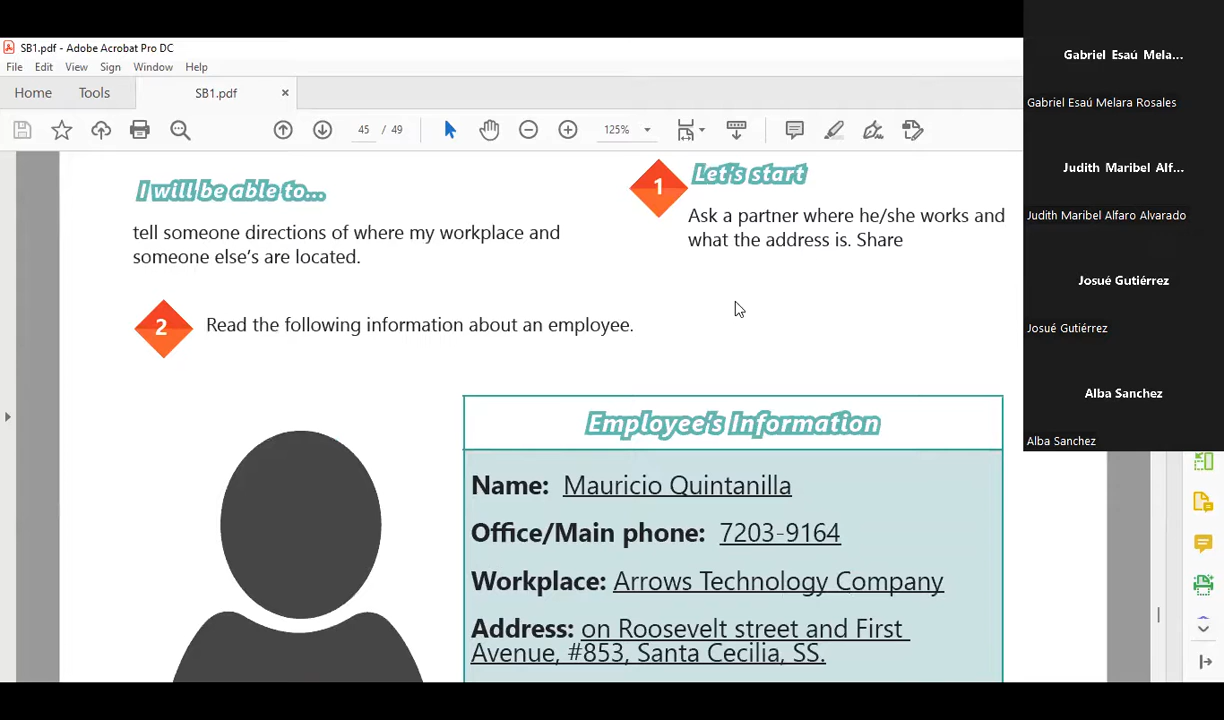 SB1.pdf - Adobe Acrobat Pro DC
File Edit View Sign Window Help
Home Tools SB1.pdf ×
45 / 49 125%
I will be able to...
tell someone directions of where my workplace and
someone else's are located.
1 Let's start
Ask a partner where he/she works and
what the address is. Share
2 Read the following information about an employee.
Employee's Information
Name: Mauricio Quintanilla
Office/Main phone: 7203-9164
Workplace: Arrows Technology Company
Address: on Roosevelt street and First
Avenue, #853, Santa Cecilia, SS.
Gabriel Esaú Mela...
Gabriel Esaú Melara Rosales
Judith Maribel Alf...
Judith Maribel Alfaro Alvarado
Josué Gutiérrez
Josué Gutiérrez
Alba Sanchez
Alba Sanchez